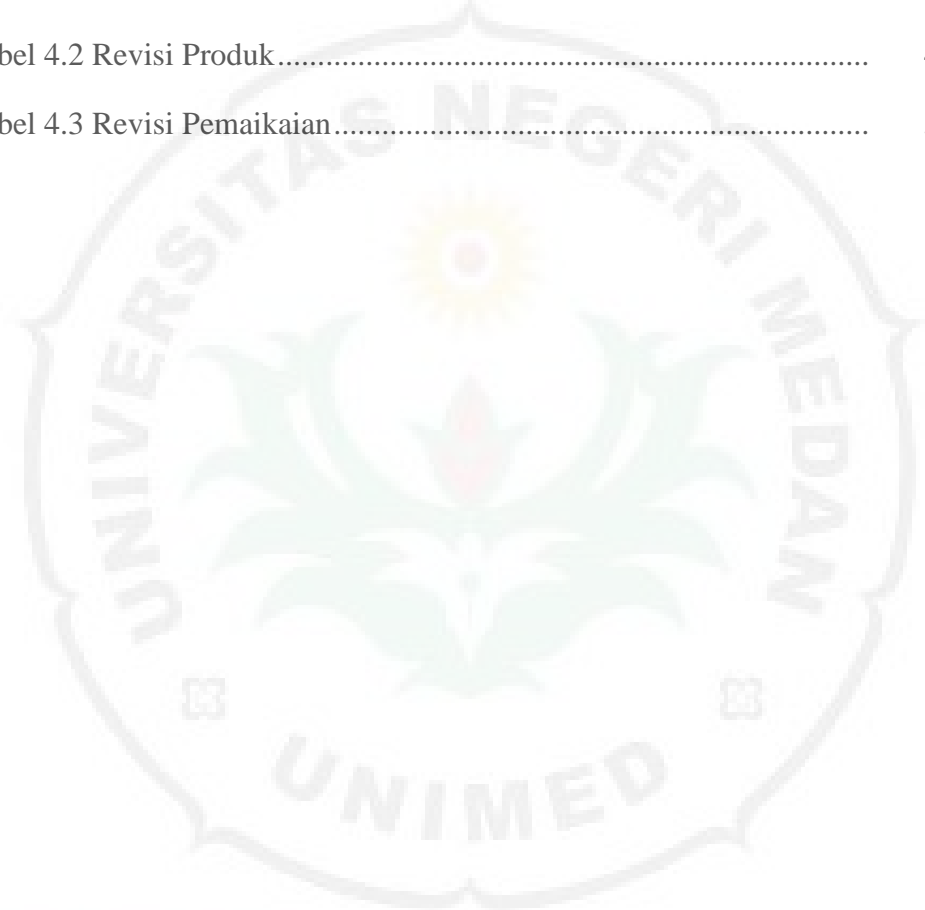 bel 4.2 Revisi Produk..................................................................
bel 4.3 Revisi Pemaikaian............................................................
UNIVERSITAS NEGERI MEDAN
UNIMED